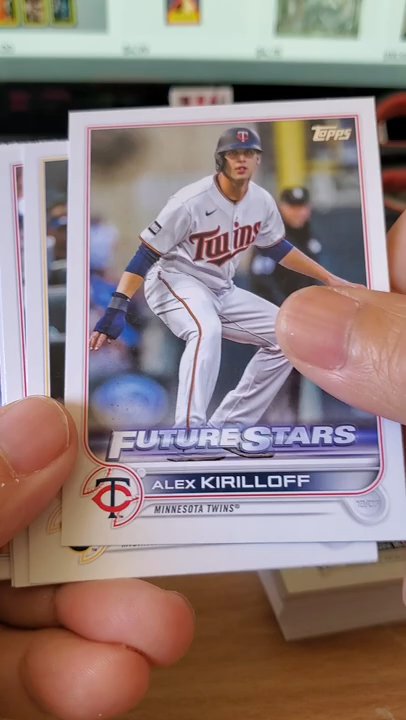 Topps
Twins
FUTURE STARS
ALEX KIRILLOFF
MINNESOTA TWINS